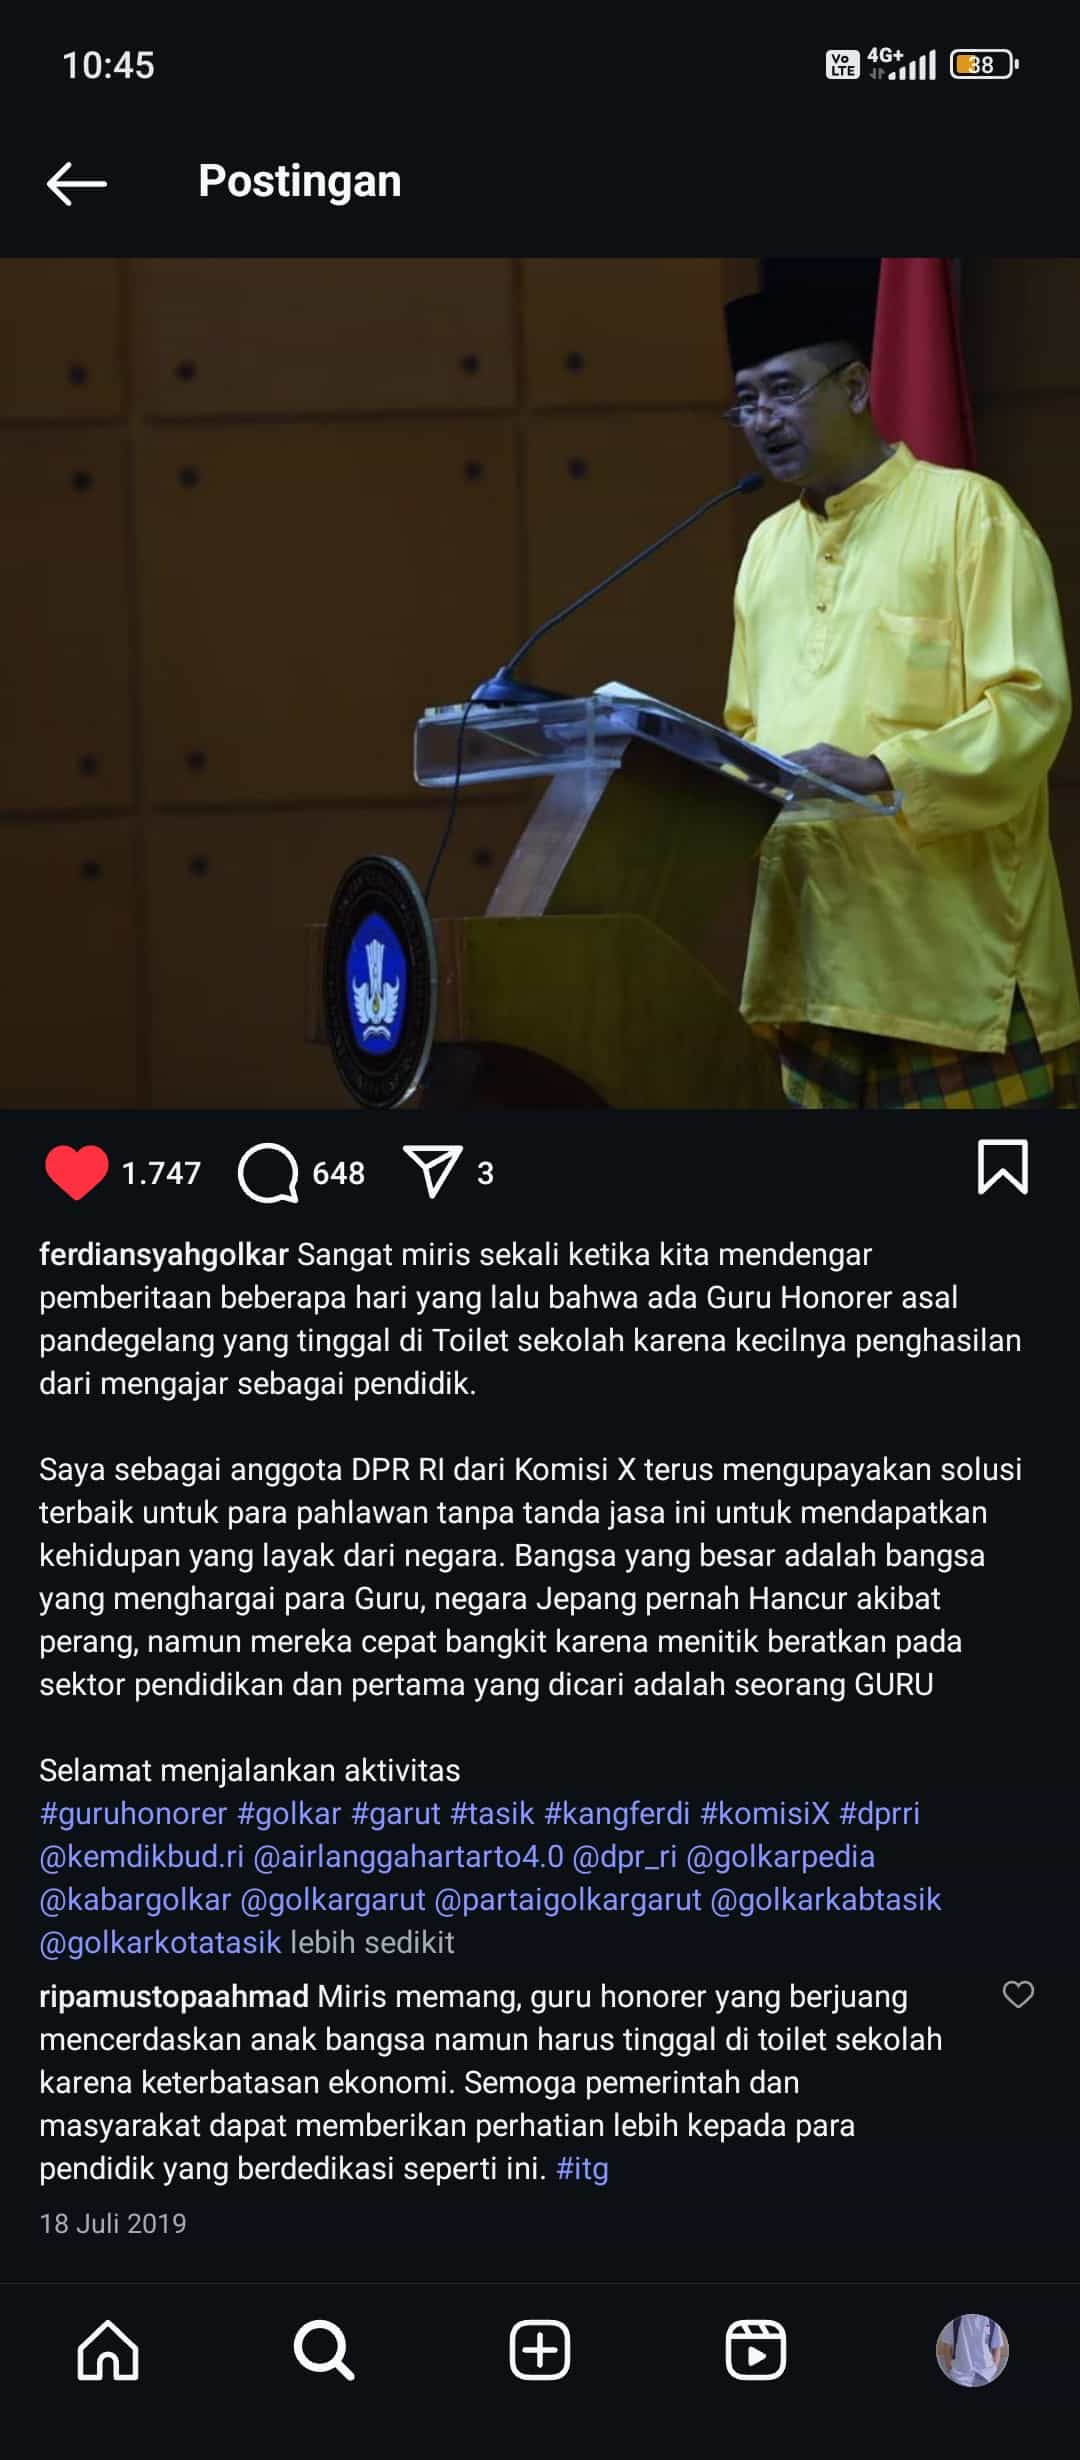 10:45
Vo LTE 4G+ 38
Postingan
1.747 648 3
ferdiansyahgolkar Sangat miris sekali ketika kita mendengar
pemberitaan beberapa hari yang lalu bahwa ada Guru Honorer asal
pandegelang yang tinggal di Toilet sekolah karena kecilnya penghasilan
dari mengajar sebagai pendidik.
Saya sebagai anggota DPR RI dari Komisi X terus mengupayakan solusi
terbaik untuk para pahlawan tanpa tanda jasa ini untuk mendapatkan
kehidupan yang layak dari negara. Bangsa yang besar adalah bangsa
yang menghargai para Guru, negara Jepang pernah Hancur akibat
perang, namun mereka cepat bangkit karena menitik beratkan pada
sektor pendidikan dan pertama yang dicari adalah seorang GURU
Selamat menjalankan aktivitas
#guruhonorer #golkar #garut #tasik #kangferdi #komisiX #dprri
@kemdikbud.ri @airlanggahartarto4.0 @dpr_ri @golkarpedia
@kabargolkar @golkargarut @partaigolkargarut @golkarkabtasik
@golkarkotatasik lebih sedikit
ripamustopaahmad Miris memang, guru honorer yang berjuang
mencerdaskan anak bangsa namun harus tinggal di toilet sekolah
karena keterbatasan ekonomi. Semoga pemerintah dan
masyarakat dapat memberikan perhatian lebih kepada para
pendidik yang berdedikasi seperti ini. #itg
18 Juli 2019